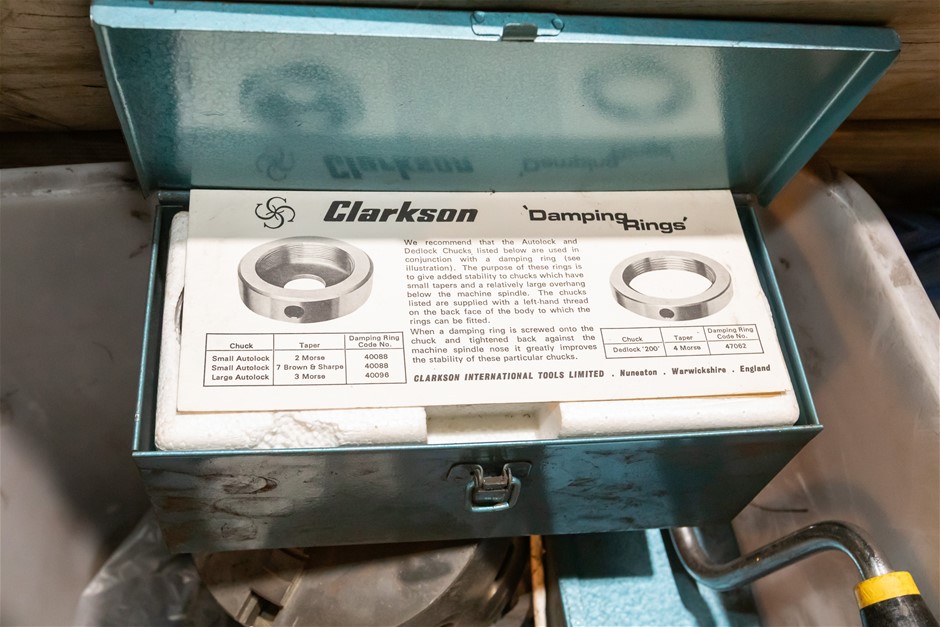 Clarkson
'Damping Rings'
We recommend that the Autolock and
Dedlock Chucks listed below are used in
conjunction with a damping ring (see
illustration). The purpose of these rings is
to give added stability to chucks which have
small tapers and a relatively large overhang
below the machine spindle. The chucks
listed are supplied with a left-hand thread
on the back face of the body to which the
rings can be fitted.
When a damping ring is screwed onto the
chuck and tightened back against the
machine spindle nose it greatly improves
the stability of these particular chucks.
Chuck Taper Damping Ring Code No.
Small Autolock 2 Morse 40088
Small Autolock 7 Brown & Sharpe 40088
Large Autolock 3 Morse 40096
Chuck Taper Damping Ring Code No.
Dedlock '200' 4 Morse 47062
CLARKSON INTERNATIONAL TOOLS LIMITED . Nuneaton . Warwickshire . England